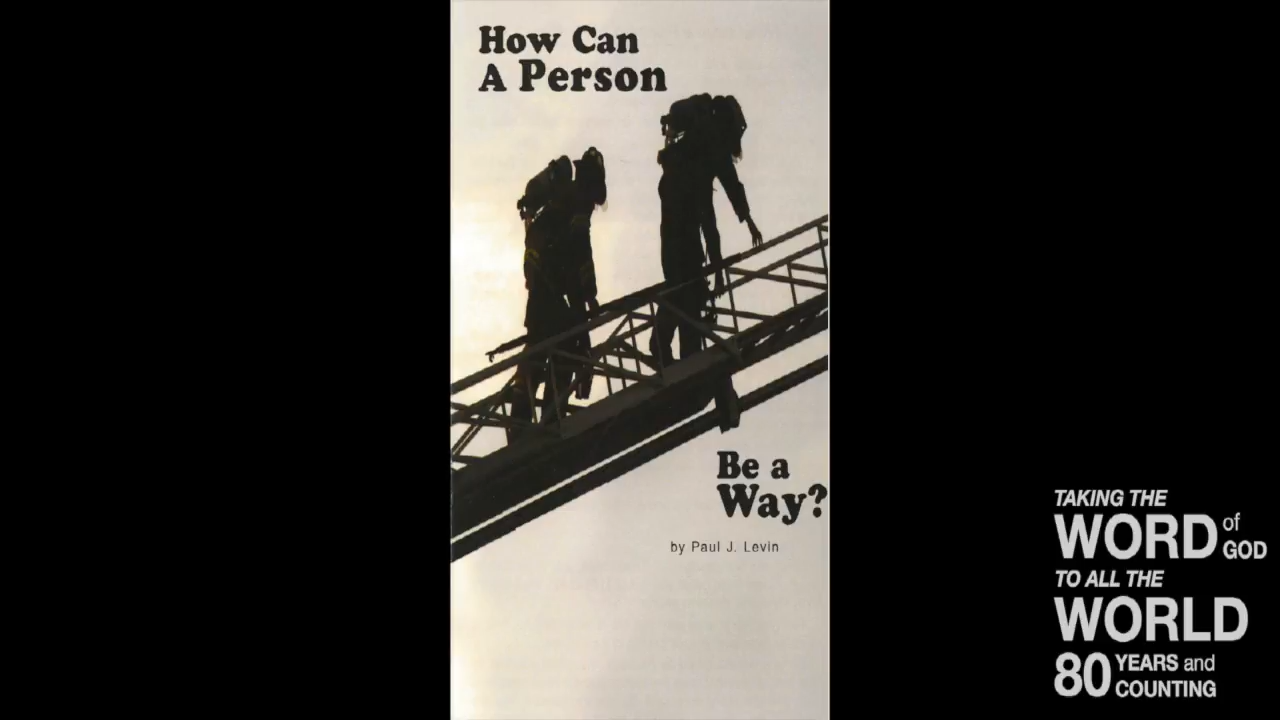 How Can
A Person
Be a
Way?
by Paul J. Levin
TAKING THE
WORD of
GOD
TO ALL THE
WORLD
80 YEARS and
COUNTING